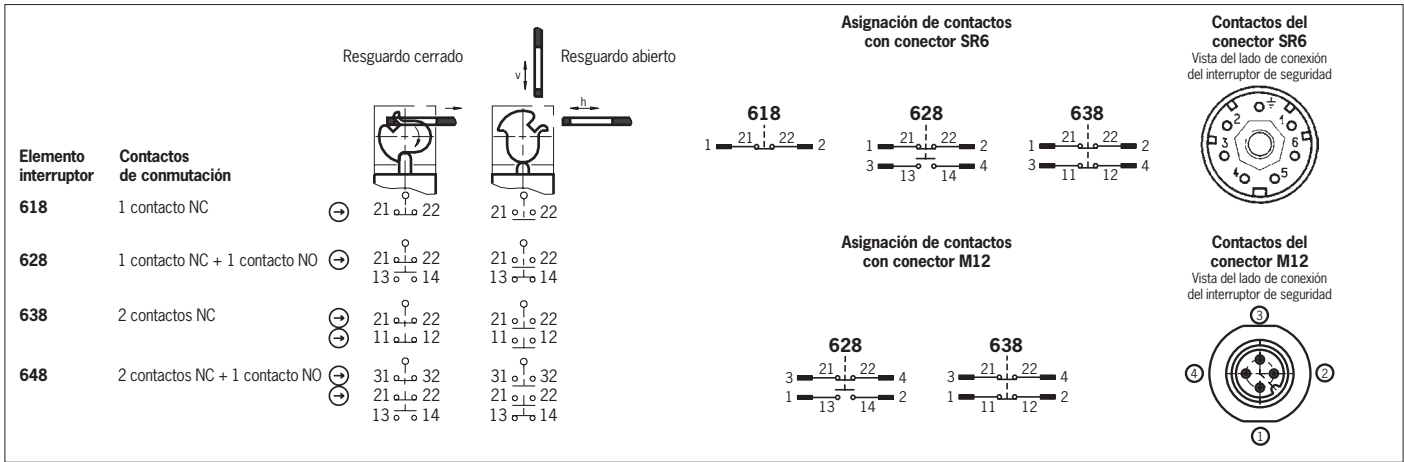 Resguardo cerrado
Resguardo abierto
v
h
Elemento
interruptor
Contactos
de conmutación
618
1 contacto NC
21 22
21 22
628
1 contacto NC + 1 contacto NO
21 22
13 14
21 22
13 14
638
2 contactos NC
21 22
11 12
21 22
11 12
648
2 contactos NC + 1 contacto NO
31 32
21 22
13 14
31 32
21 22
13 14
Asignación de contactos
con conector SR6
618
1 21 22 2
628
1 21 22 2
3 13 14 4
638
1 21 22 2
3 11 12 4
Contactos del
conector SR6
Vista del lado de conexión
del interruptor de seguridad
2 1
3 6
4 5
Asignación de contactos
con conector M12
628
3 21 22 4
1 13 14 2
638
3 21 22 4
1 11 12 2
Contactos del
conector M12
Vista del lado de conexión
del interruptor de seguridad
3
4 2
1